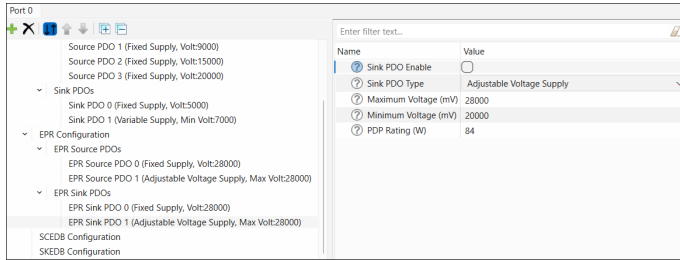 Port 0
Source PDO 1 (Fixed Supply, Volt:9000)
Source PDO 2 (Fixed Supply, Volt:15000)
Source PDO 3 (Fixed Supply, Volt:20000)
Sink PDOs
Sink PDO 0 (Fixed Supply, Volt:5000)
Sink PDO 1 (Variable Supply, Min Volt:7000)
EPR Configuration
EPR Source PDOs
EPR Source PDO 0 (Fixed Supply, Volt:28000)
EPR Source PDO 1 (Adjustable Voltage Supply, Max Volt:28000)
EPR Sink PDOs
EPR Sink PDO 0 (Fixed Supply, Volt:28000)
EPR Sink PDO 1 (Adjustable Voltage Supply, Max Volt:28000)
SCEDB Configuration
SKEDB Configuration
Enter filter text...
Name Value
Sink PDO Enable
Sink PDO Type Adjustable Voltage Supply
Maximum Voltage (mV) 28000
Minimum Voltage (mV) 20000
PDP Rating (W) 84